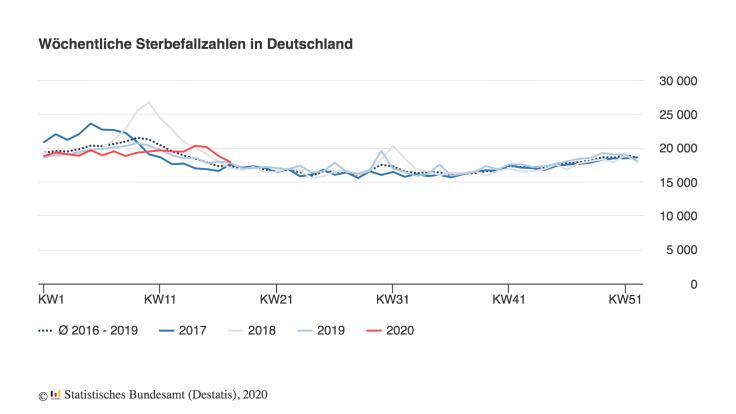 Wöchentliche Sterbefallzahlen in Deutschland
30 000
25 000
20 000
15 000
10 000
5 000
0
KW1 KW11 KW21 KW31 KW41 KW51
Ø 2016 - 2019 2017 2018 2019 2020
© Statistisches Bundesamt (Destatis), 2020